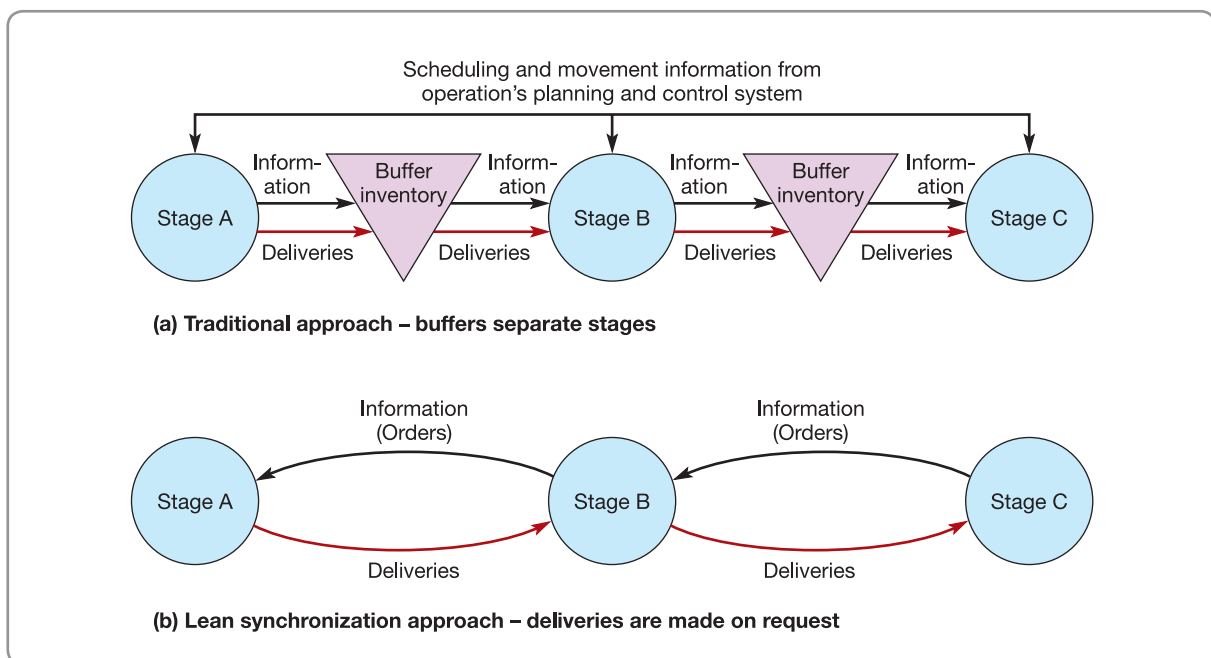 Scheduling and movement information from
operation's planning and control system
Stage A
Inform-
ation
Deliveries
Buffer
inventory
Inform-
ation
Deliveries
Stage B
Inform-
ation
Deliveries
Buffer
inventory
Inform-
ation
Deliveries
Stage C
(a) Traditional approach – buffers separate stages
Information
(Orders)
Information
(Orders)
Stage A
Stage B
Stage C
Deliveries
Deliveries
(b) Lean synchronization approach – deliveries are made on request